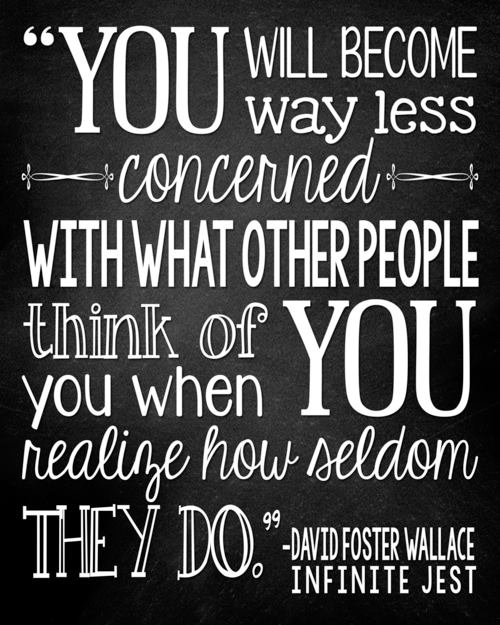 “YOU WILL BECOME
way less
concerned
WITH WHAT OTHER PEOPLE
think of YOU
you when
realize how seldom
THEY DO.”
-DAVID FOSTER WALLACE
INFINITE JEST